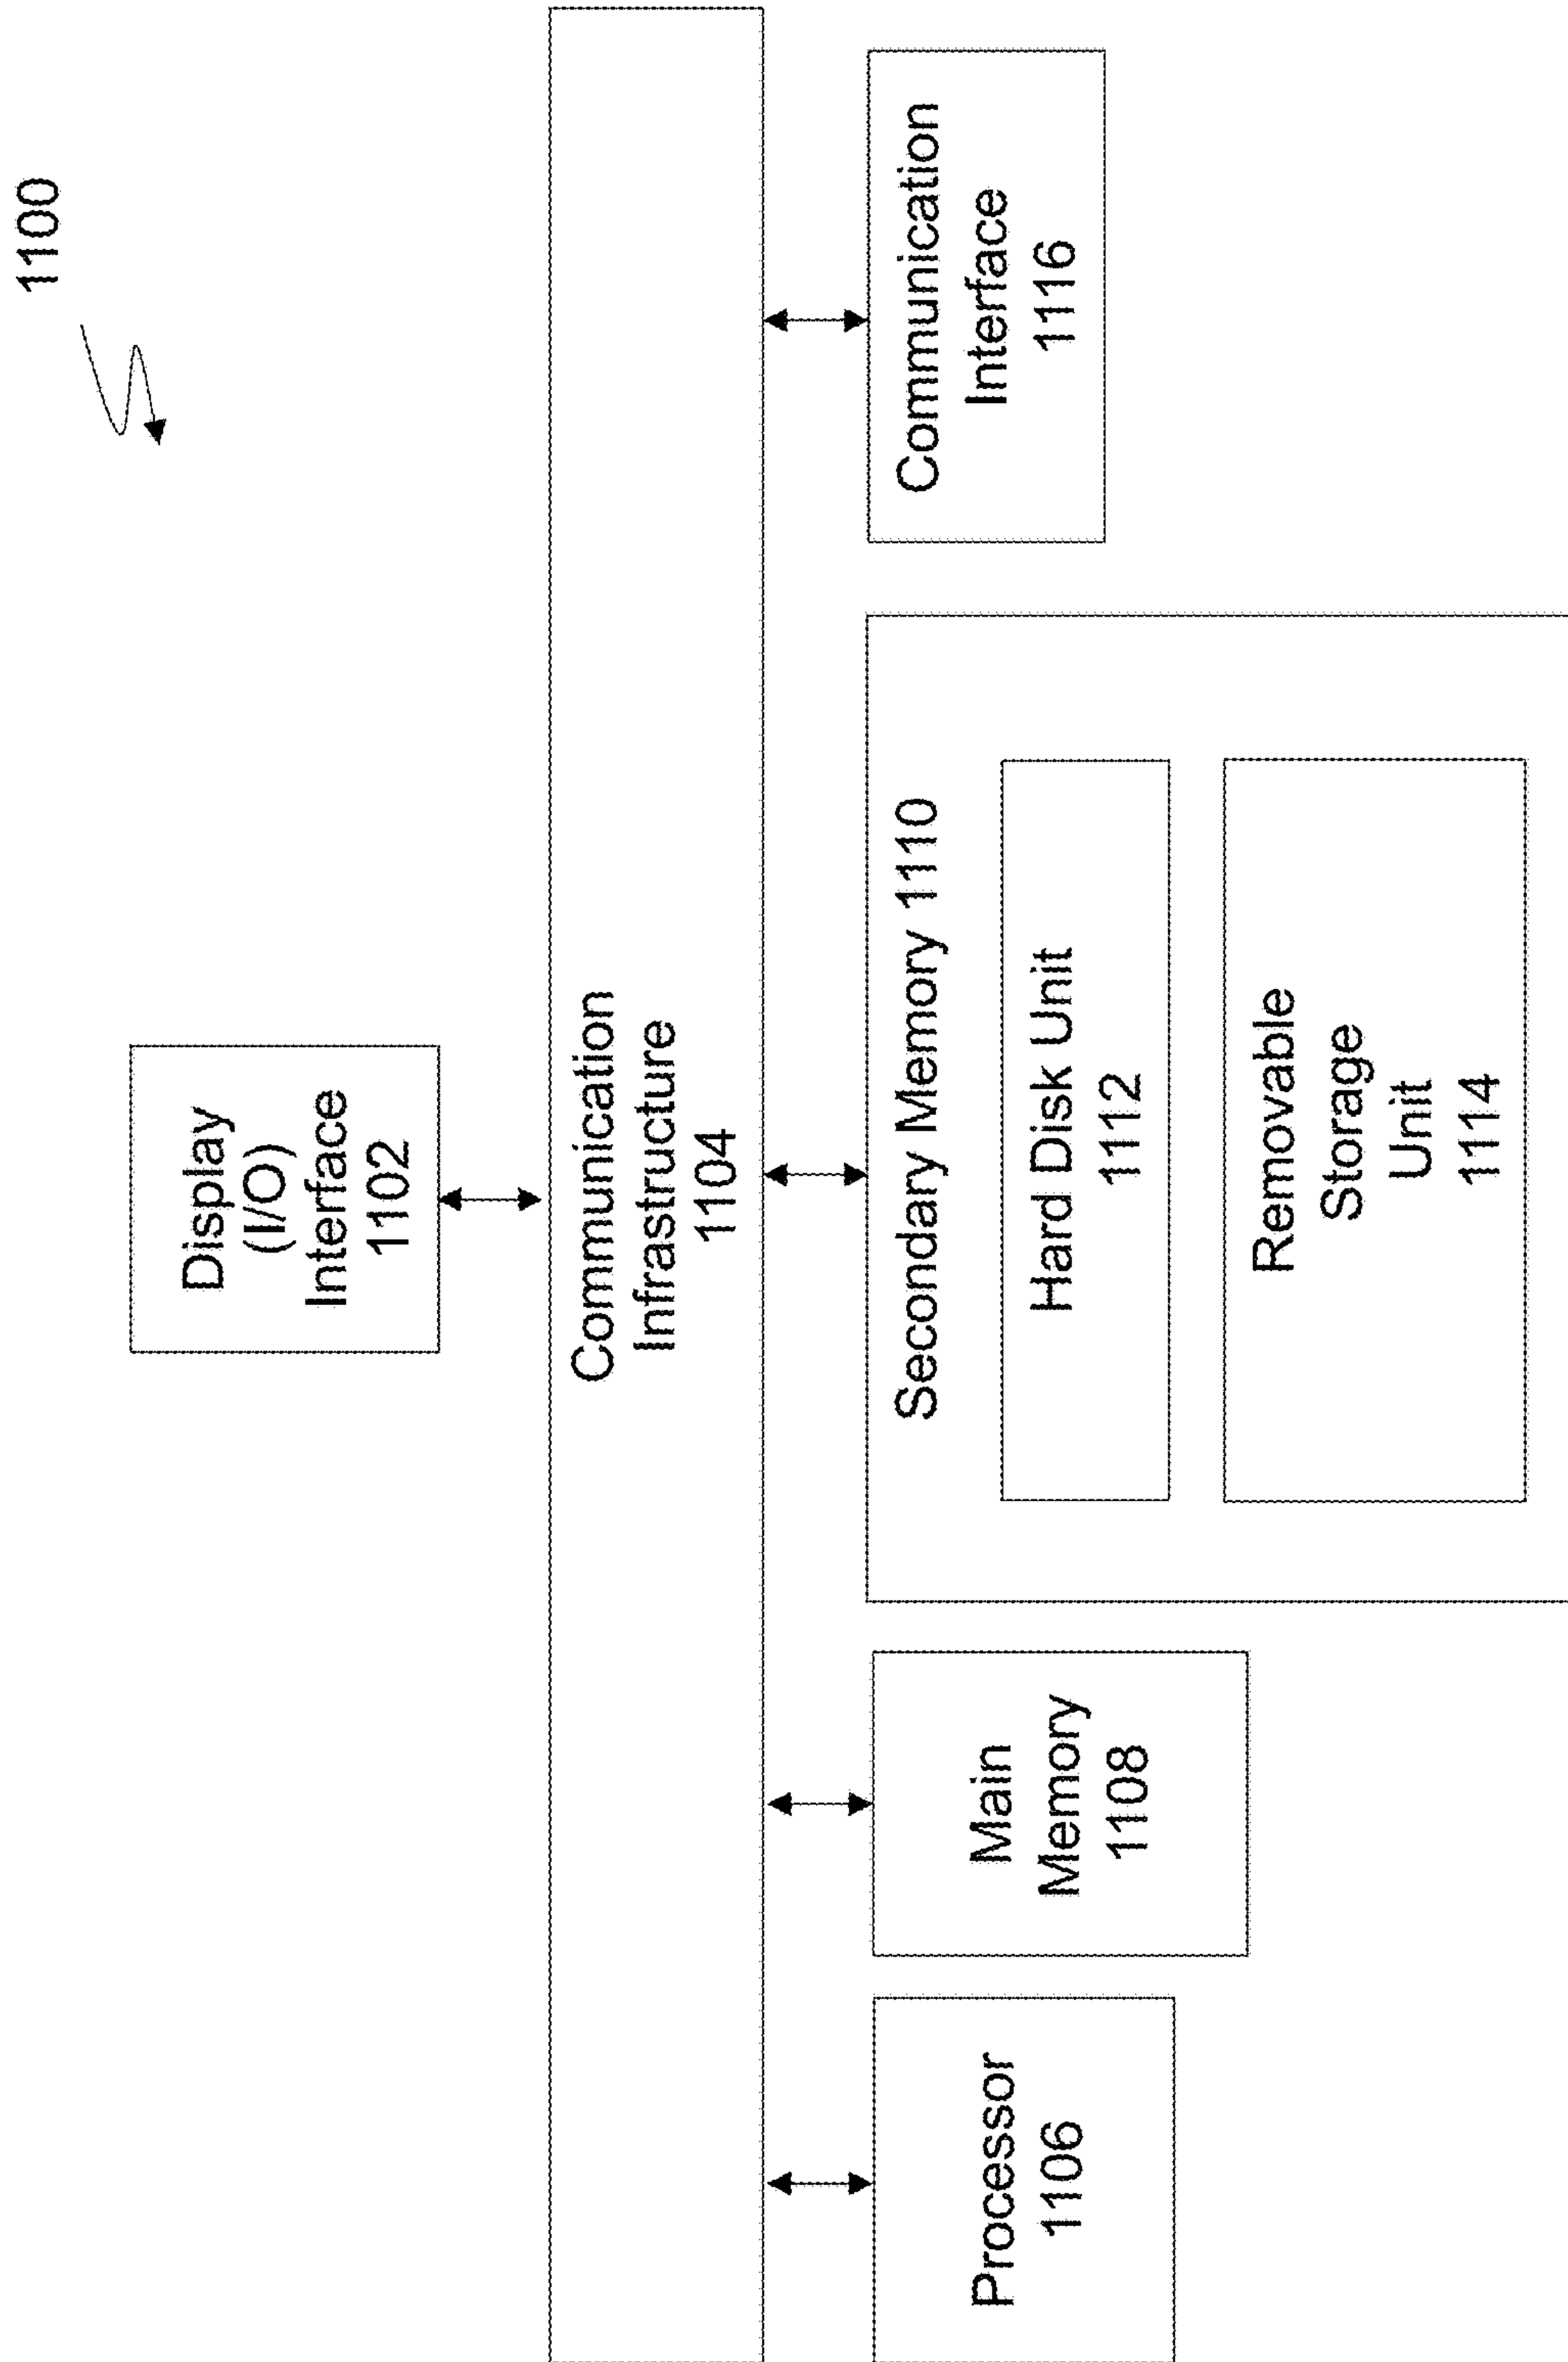 1100
Display
(I/O)
Interface
1102
Communication
Infrastructure
1104
Processor
1106
Main
Memory
1108
Secondary Memory 1110
Hard Disk Unit
1112
Removable
Storage
Unit
1114
Communication
Interface
1116